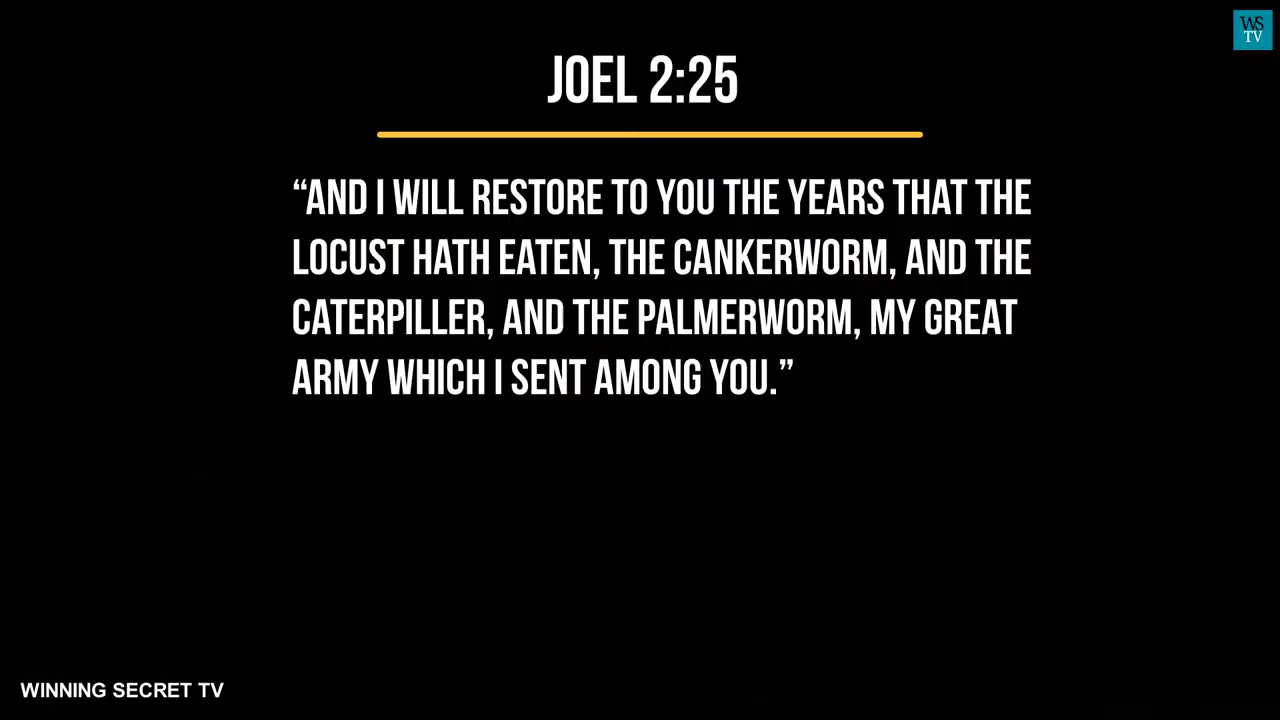 WS
TV
JOEL 2:25
“AND I WILL RESTORE TO YOU THE YEARS THAT THE
LOCUST HATH EATEN, THE CANKERWORM, AND THE
CATERPILLER, AND THE PALMERWORM, MY GREAT
ARMY WHICH I SENT AMONG YOU.”
WINNING SECRET TV